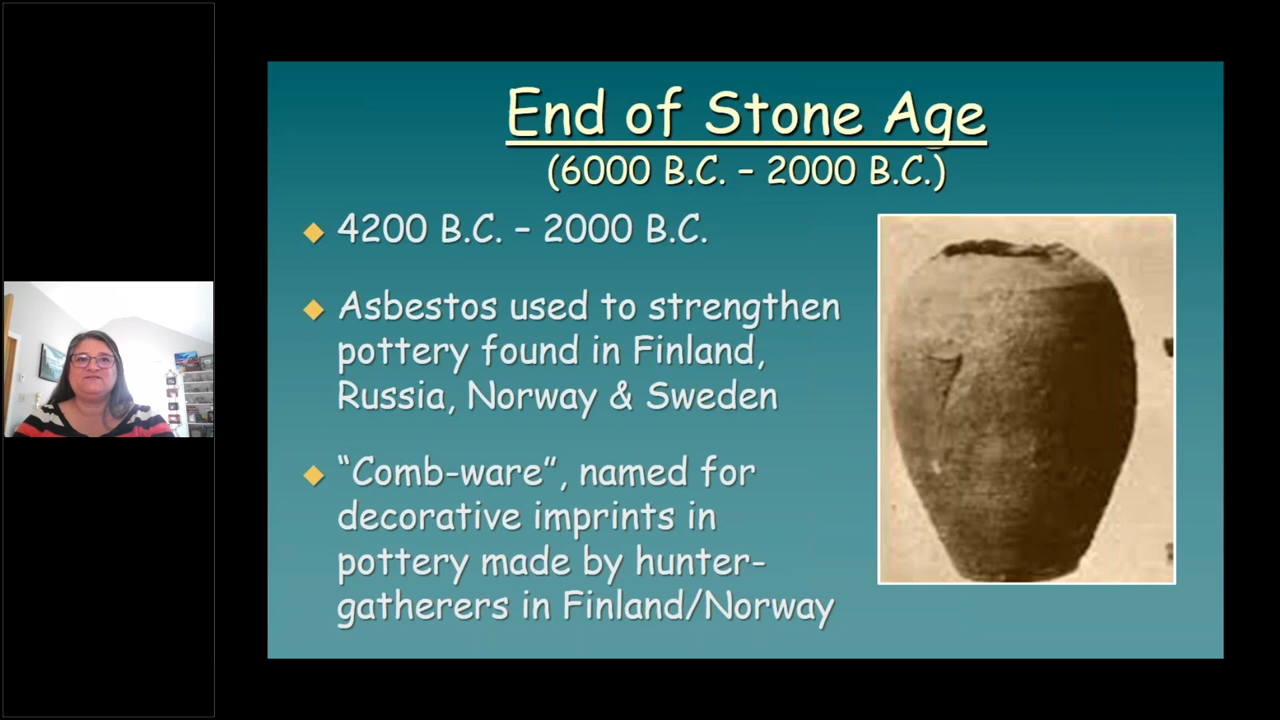 End of Stone Age
(6000 B.C. – 2000 B.C.)
4200 B.C. – 2000 B.C.
Asbestos used to strengthen
pottery found in Finland,
Russia, Norway & Sweden
“Comb-ware”, named for
decorative imprints in
pottery made by hunter-
gatherers in Finland/Norway